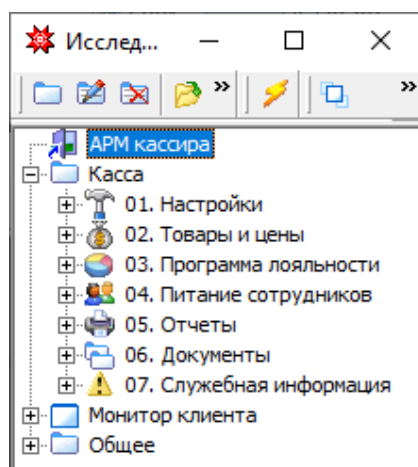 Исслед...
АРМ кассира
Касса
01. Настройки
02. Товары и цены
03. Программа лояльности
04. Питание сотрудников
05. Отчеты
06. Документы
07. Служебная информация
Монитор клиента
Общее